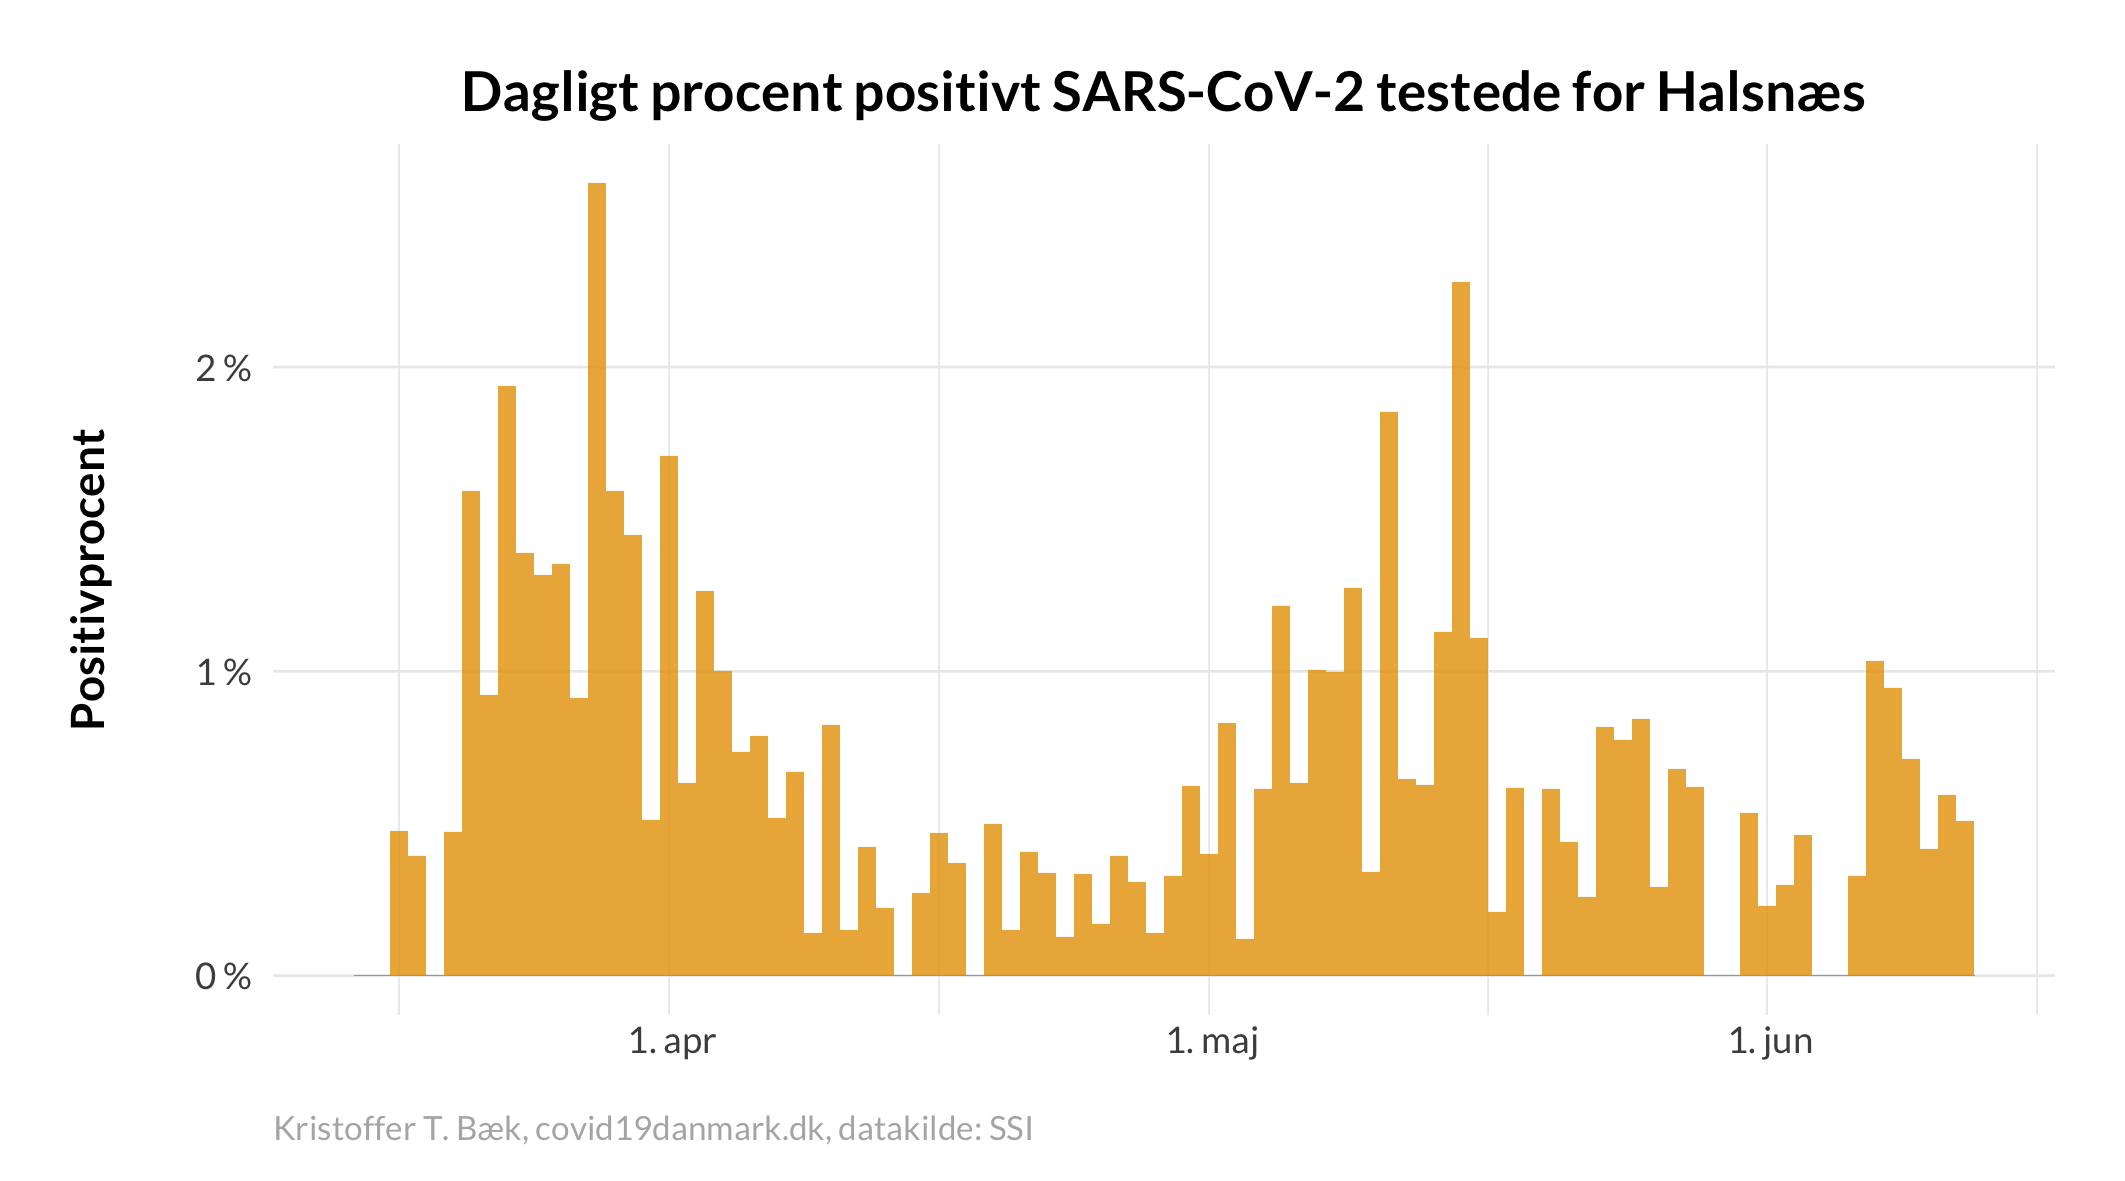 Dagligt procent positivt SARS-CoV-2 testede for Halsnæs
Positivprocent
2 %
1 %
0 %
1. apr
1. maj
1. jun
Kristoffer T. Bæk, covid19danmark.dk, datakilde: SSI